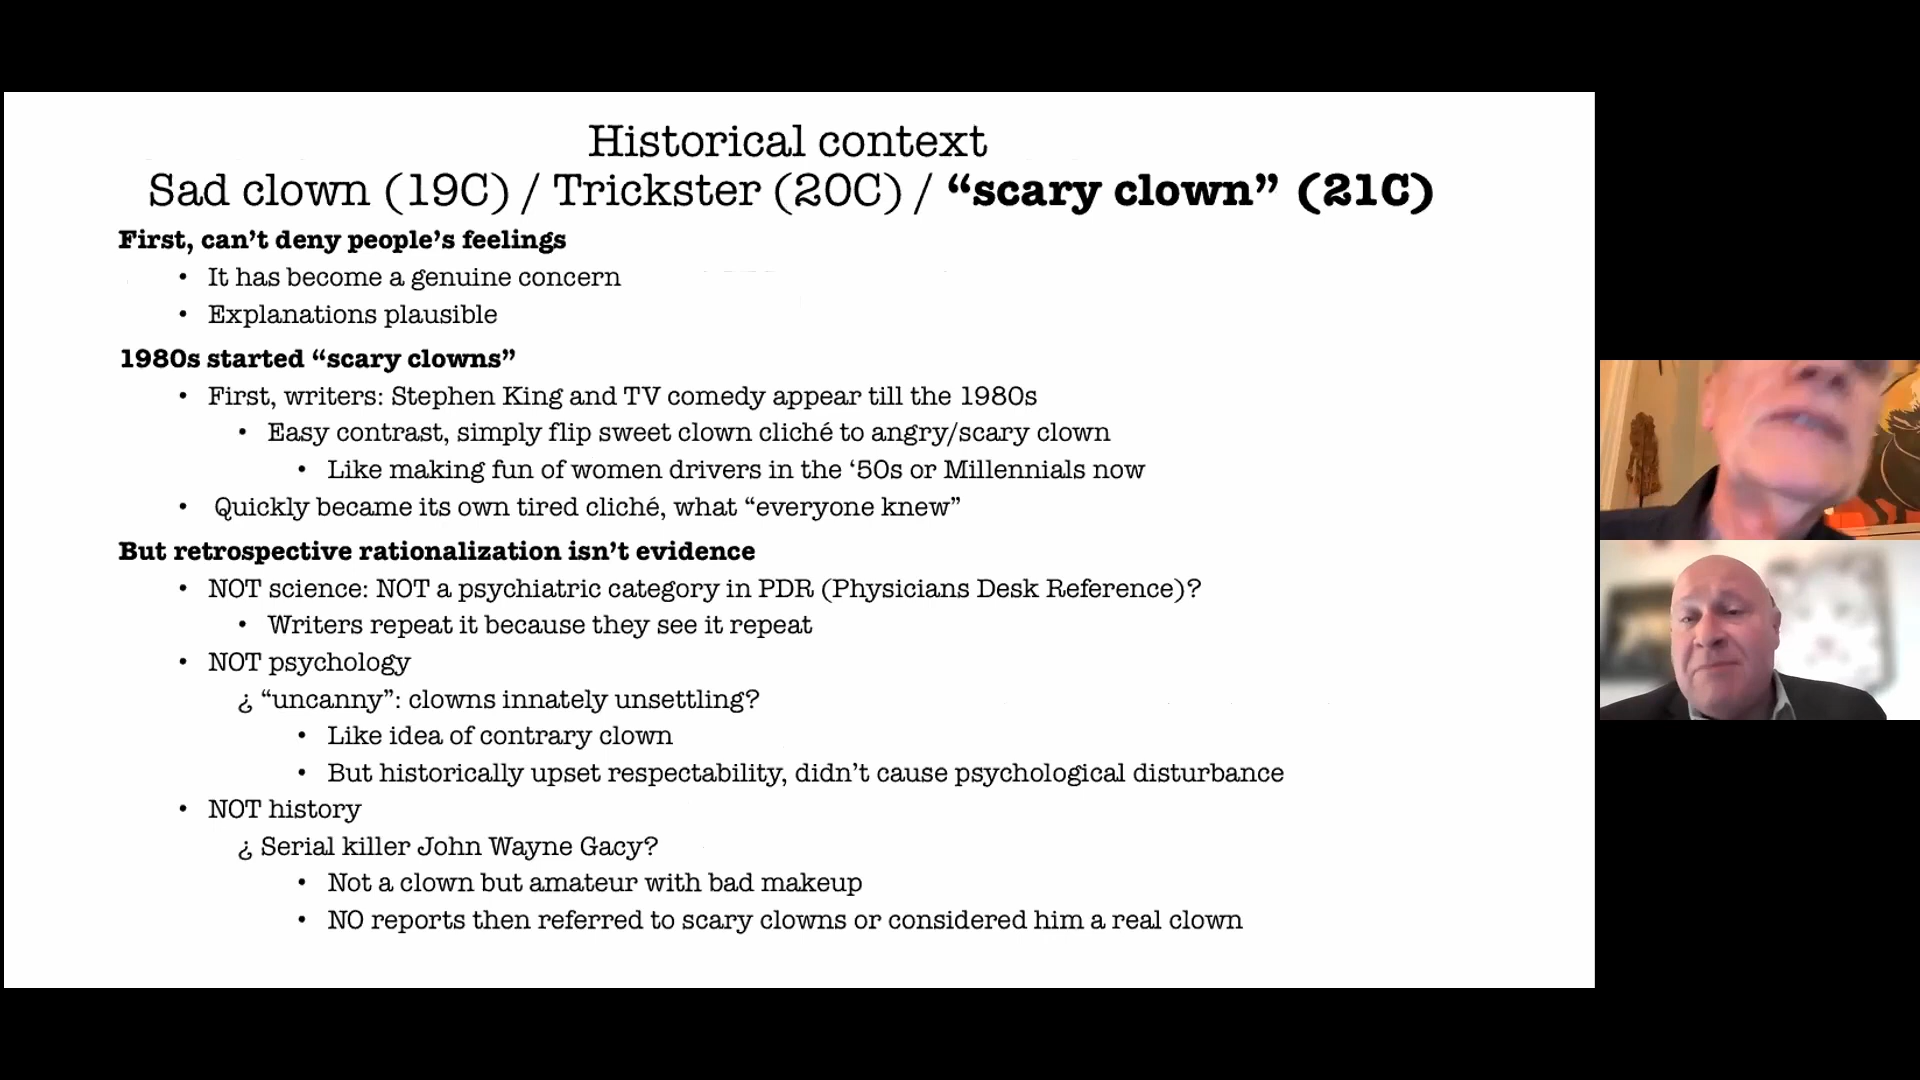 Historical context
Sad clown (19C) / Trickster (20C) / “scary clown” (21C)
First, can’t deny people’s feelings
• It has become a genuine concern
• Explanations plausible
1980s started “scary clowns”
• First, writers: Stephen King and TV comedy appear till the 1980s
• Easy contrast, simply flip sweet clown cliché to angry/scary clown
• Like making fun of women drivers in the ‘50s or Millennials now
• Quickly became its own tired cliché, what “everyone knew”
But retrospective rationalization isn’t evidence
• NOT science: NOT a psychiatric category in PDR (Physicians Desk Reference)?
• Writers repeat it because they see it repeat
• NOT psychology
¿ “uncanny”: clowns innately unsettling?
• Like idea of contrary clown
• But historically upset respectability, didn’t cause psychological disturbance
• NOT history
¿ Serial killer John Wayne Gacy?
• Not a clown but amateur with bad makeup
• NO reports then referred to scary clowns or considered him a real clown